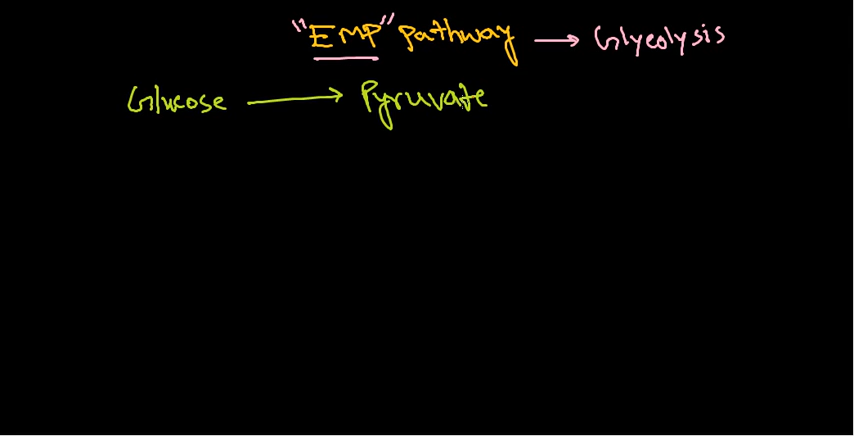 "EMP" Pathway → Glycolysis
Glucose → Pyruvate